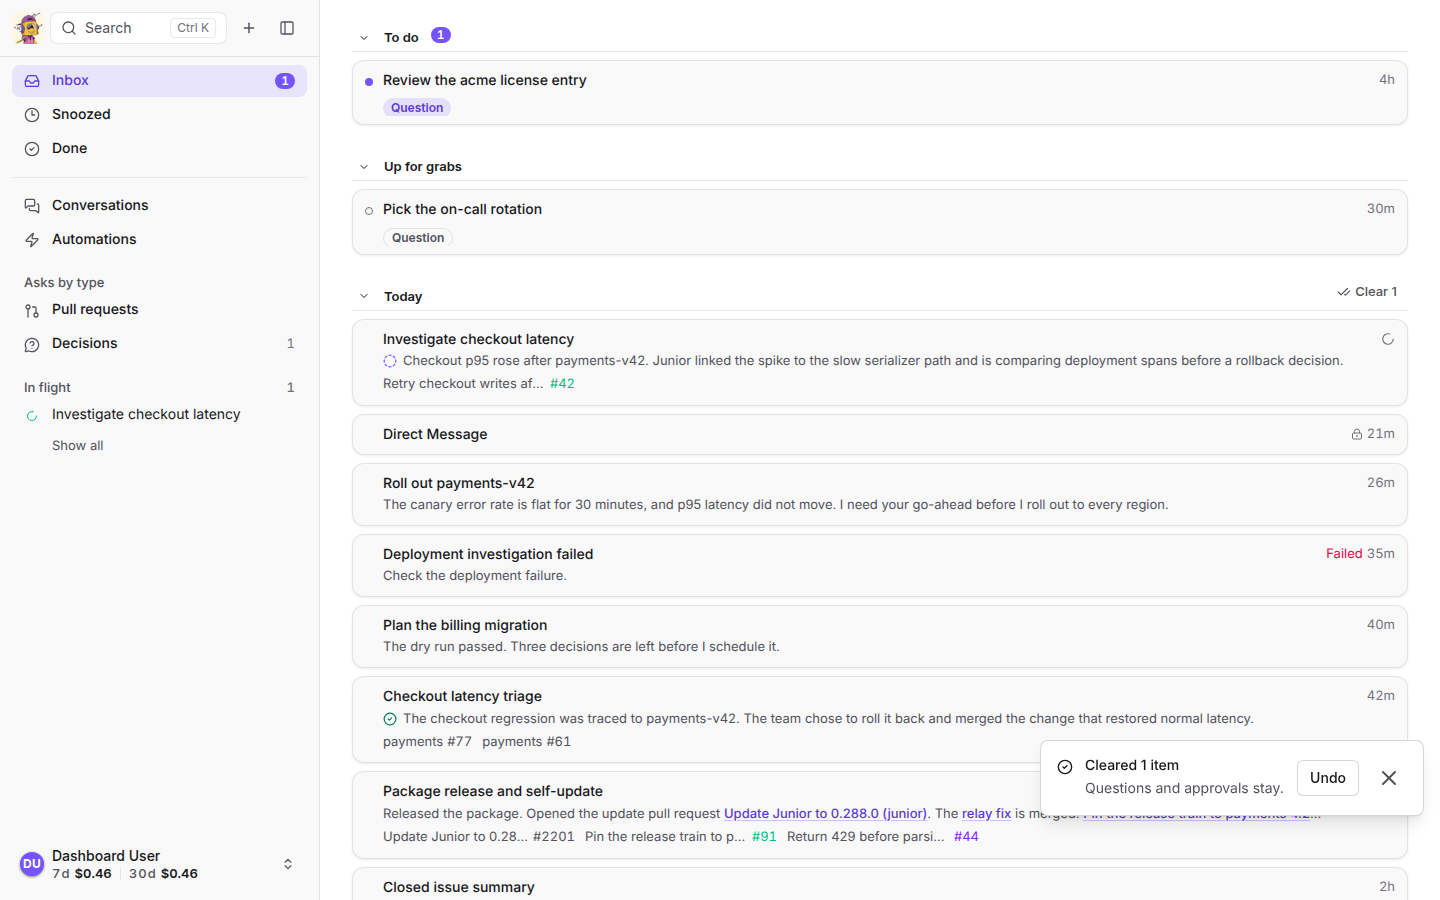 Search
Ctrl K
Inbox
1
Snoozed
Done
Conversations
Automations
Asks by type
Pull requests
Decisions
1
In flight
1
Investigate checkout latency
Show all
DU
Dashboard User
7d $0.46
30d $0.46
To do
1
Review the acme license entry
4h
Question
Up for grabs
Pick the on-call rotation
30m
Question
Today
Clear 1
Investigate checkout latency
Checkout p95 rose after payments-v42. Junior linked the spike to the slow serializer path and is comparing deployment spans before a rollback decision.
Retry checkout writes af... #42
Direct Message
21m
Roll out payments-v42
26m
The canary error rate is flat for 30 minutes, and p95 latency did not move. I need your go-ahead before I roll out to every region.
Deployment investigation failed
Failed 35m
Check the deployment failure.
Plan the billing migration
40m
The dry run passed. Three decisions are left before I schedule it.
Checkout latency triage
42m
The checkout regression was traced to payments-v42. The team chose to roll it back and merged the change that restored normal latency.
payments #77 payments #61
Package release and self-update
Released the package. Opened the update pull request Update Junior to 0.288.0 (junior). The relay fix is merged.
Update Junior to 0.28... #2201 Pin the release train to p... #91 Return 429 before parsi... #44
Closed issue summary
2h
Cleared 1 item
Questions and approvals stay.
Undo